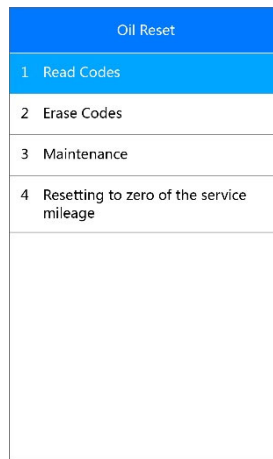 Oil Reset
1 Read Codes
2 Erase Codes
3 Maintenance
4 Resetting to zero of the service
mileage